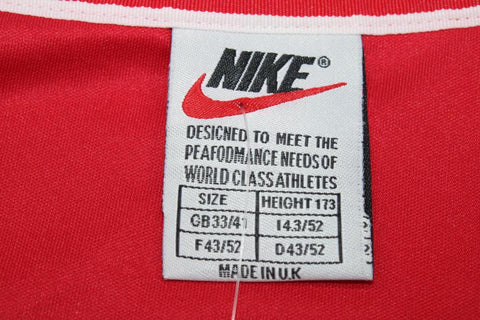 NIKE®
DESIGNED TO MEET THE
PEAFODMANCE NEEDS OF
WORLD CLASS ATHLETES
SIZE HEIGHT 173
GB33/41 I4.3/52
F43/52 D43/52
MADE IN U.K